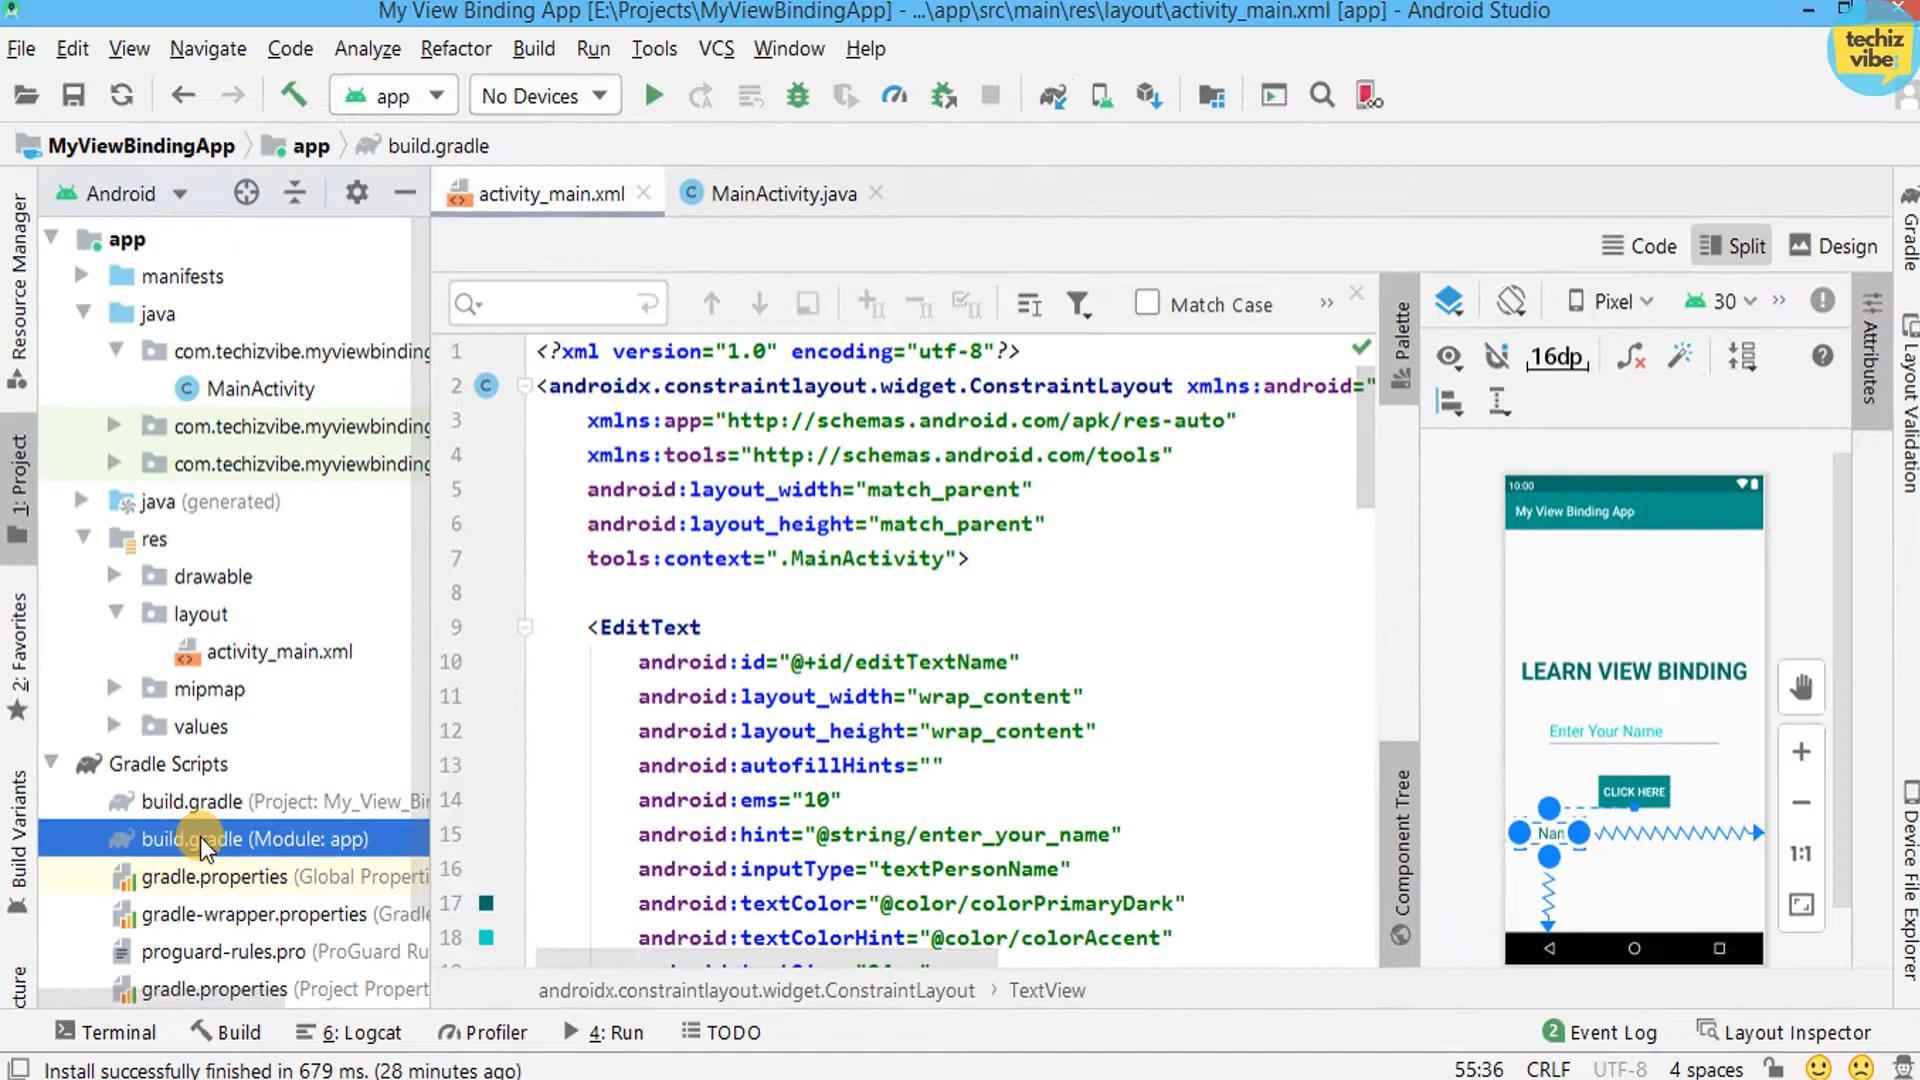 My View Binding App [E:\Projects\MyViewBindingApp] - ...\app\src\main\res\layout\activity_main.xml [app] - Android Studio
techiz
vibe
File Edit View Navigate Code Analyze Refactor Build Run Tools VCS Window Help
app No Devices
MyViewBindingApp app build.gradle
Android activity_main.xml MainActivity.java
Code Split Design
Match Case
Pixel 30
16dp
Resource Manager
1: Project
2: Favorites
Build Variants
app
manifests
java
com.techizvibe.myviewbinding
MainActivity
com.techizvibe.myviewbinding
com.techizvibe.myviewbinding
java (generated)
res
drawable
layout
activity_main.xml
mipmap
values
Gradle Scripts
build.gradle (Project: My_View_Bi
build.gradle (Module: app)
gradle.properties (Global Properti
gradle-wrapper.properties (Gradle
proguard-rules.pro (ProGuard Ru
gradle.properties (Project Propert
1 <?xml version="1.0" encoding="utf-8"?>
2 <androidx.constraintlayout.widget.ConstraintLayout xmlns:android="
3 xmlns:app="http://schemas.android.com/apk/res-auto"
4 xmlns:tools="http://schemas.android.com/tools"
5 android:layout_width="match_parent"
6 android:layout_height="match_parent"
7 tools:context=".MainActivity">
8
9 <EditText
10 android:id="@+id/editTextName"
11 android:layout_width="wrap_content"
12 android:layout_height="wrap_content"
13 android:autofillHints=""
14 android:ems="10"
15 android:hint="@string/enter_your_name"
16 android:inputType="textPersonName"
17 android:textColor="@color/colorPrimaryDark"
18 android:textColorHint="@color/colorAccent"
androidx.constraintlayout.widget.ConstraintLayout › TextView
Palette
Component Tree
10:00
My View Binding App
LEARN VIEW BINDING
Enter Your Name
CLICK HERE
Nan
1:1
Attributes
Gradle
Layout Validation
Device File Explorer
Terminal Build 6: Logcat Profiler 4: Run TODO 2 Event Log Layout Inspector
Install successfully finished in 679 ms. (28 minutes ago) 55:36 CRLF UTF-8 4 spaces